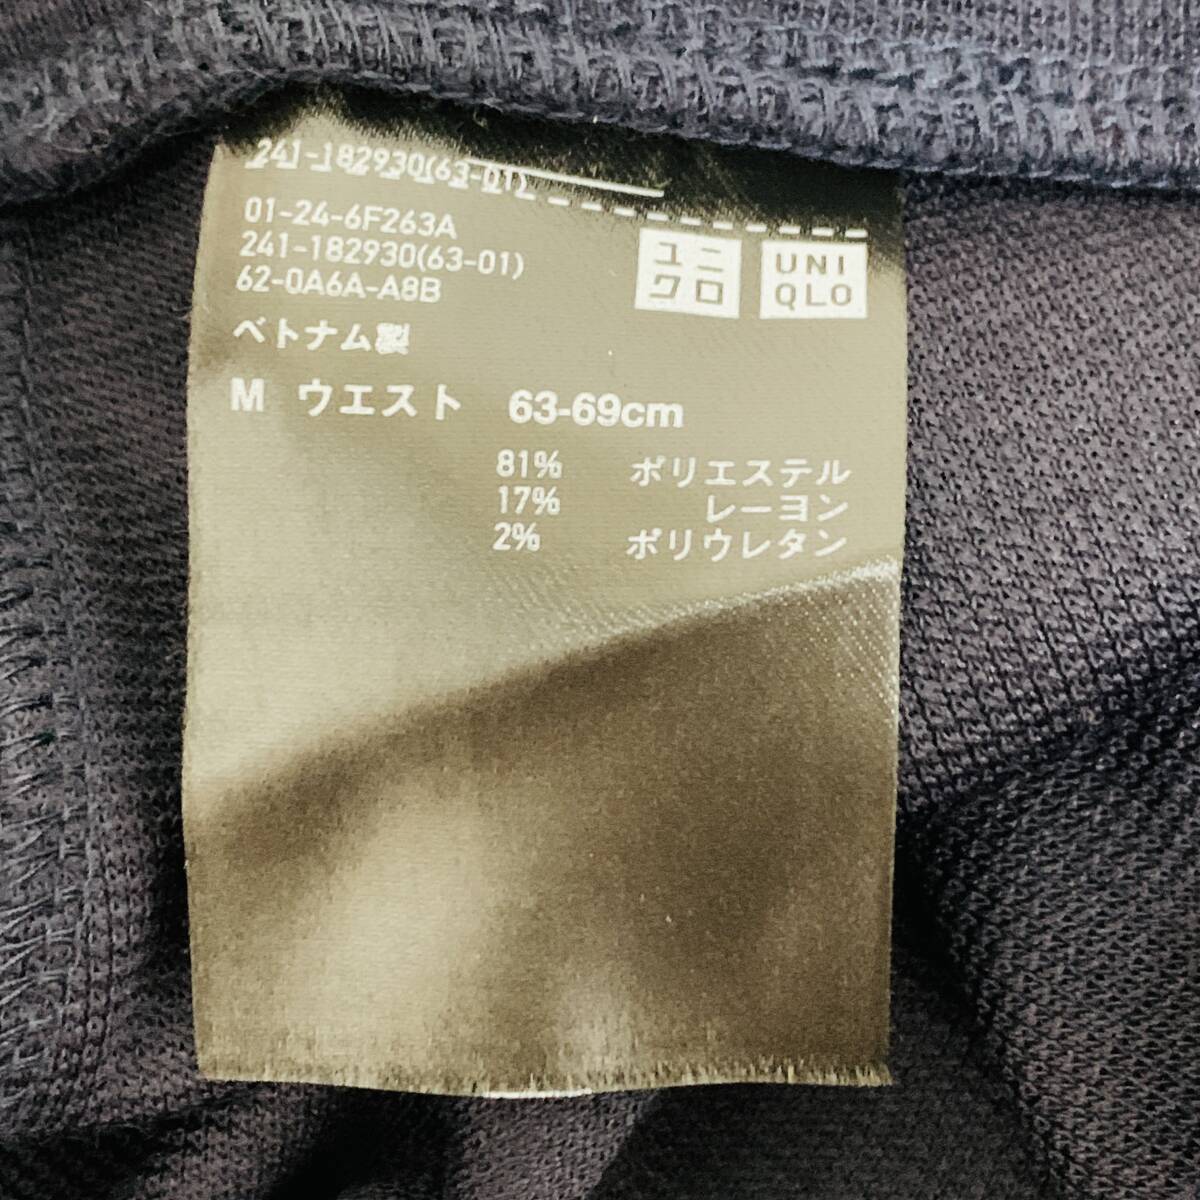 241-182930(63-01)
01-24-6F263A
241-182930(63-01)
62-0A6A-A8B
ユニクロ
UNIQLO
ベトナム製
M ウエスト 63-69cm
81% ポリエステル
17% レーヨン
2% ポリウレタン